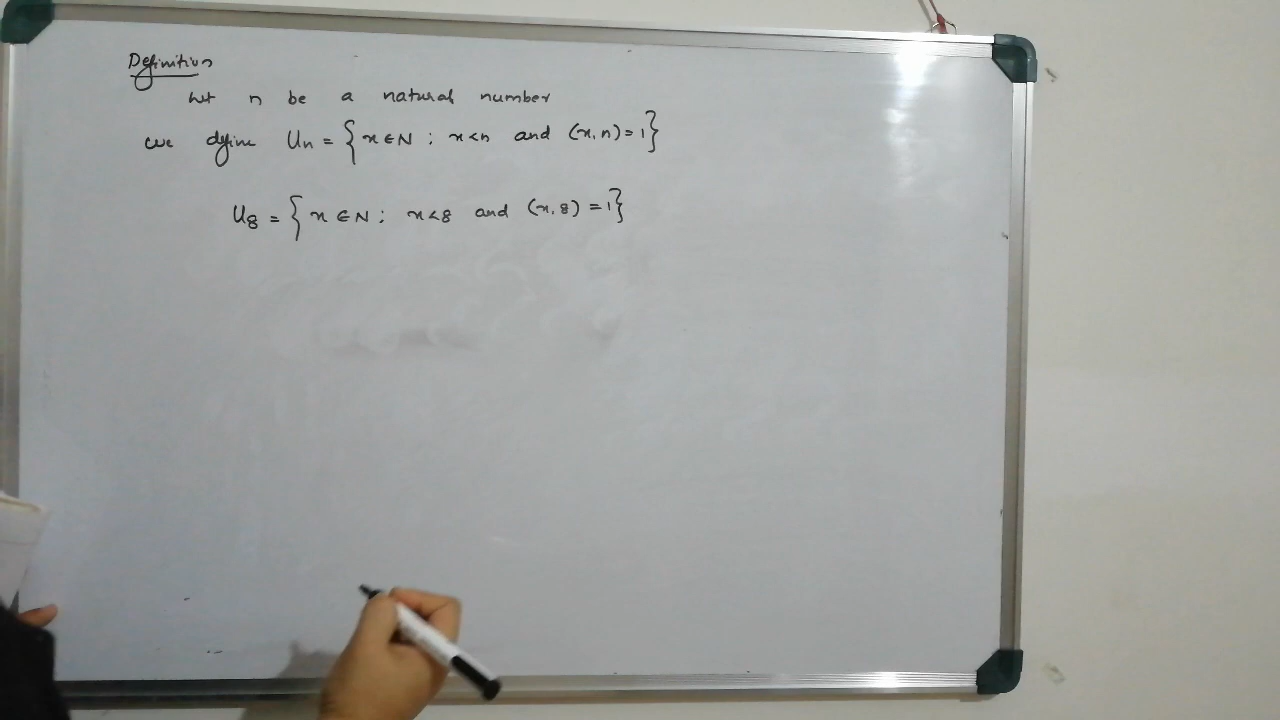 Definition
Let n be a natural number
we define Un = {x ∈ N ; x<n and (x,n) = 1}
U8 = {x ∈ N ; x<8 and (x,8) = 1}